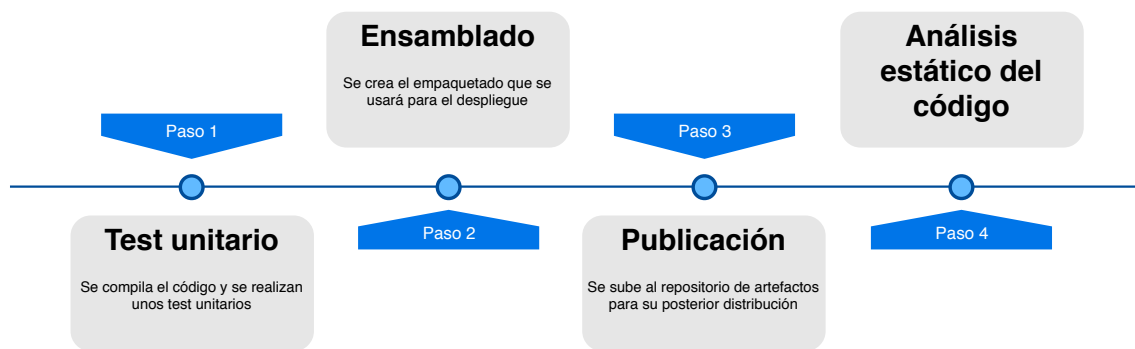 Ensamblado
Se crea el empaquetado que se
usará para el despliegue
Análisis
estático del
código
Paso 1
Paso 3
Test unitario
Se compila el código y se realizan
unos test unitarios
Paso 2
Publicación
Se sube al repositorio de artefactos
para su posterior distribución
Paso 4